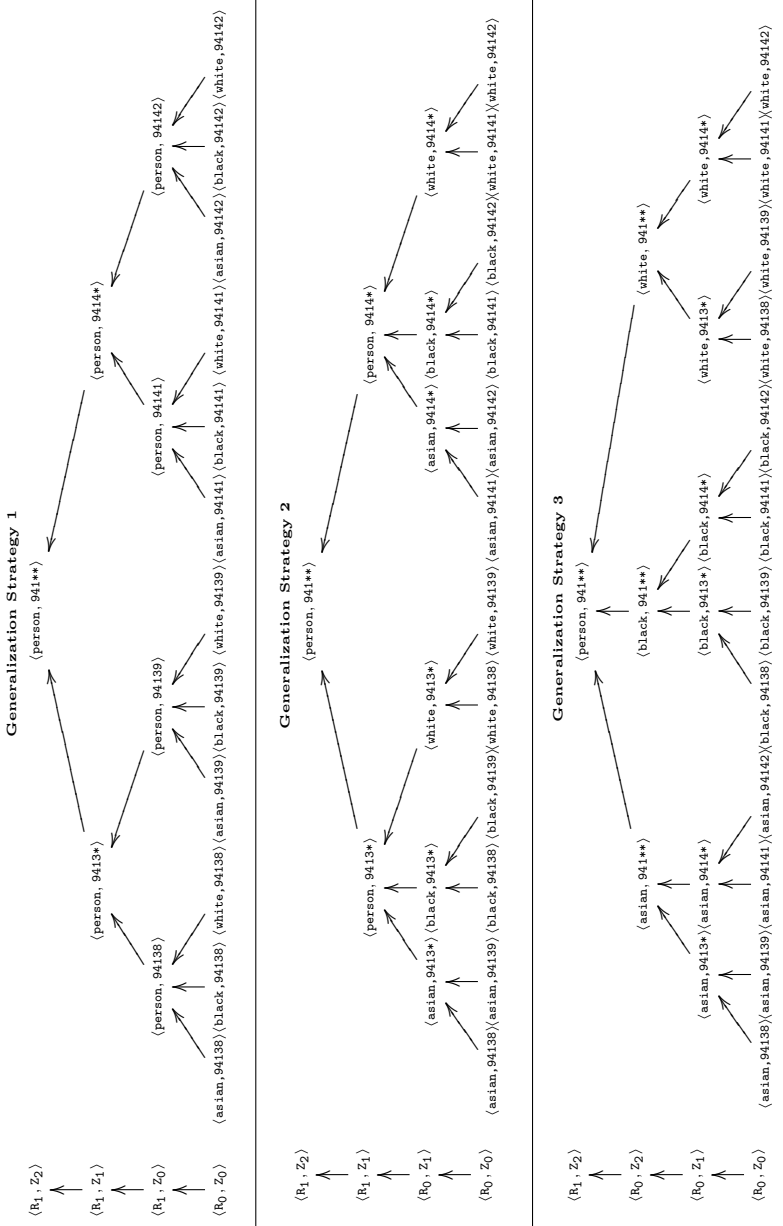 Generalization Strategy 1
⟨R₁, Z₂⟩ ⟨person, 941**⟩
⟨R₁, Z₁⟩ ⟨person, 9413*⟩ ⟨person, 9414*⟩
⟨R₁, Z₀⟩ ⟨person, 94138⟩ ⟨person, 94139⟩ ⟨person, 94141⟩ ⟨person, 94142⟩
⟨R₀, Z₀⟩ ⟨asian,94138⟩ ⟨black,94138⟩ ⟨white,94138⟩ ⟨asian,94139⟩ ⟨black,94139⟩ ⟨white,94139⟩ ⟨asian,94141⟩ ⟨black,94141⟩ ⟨white,94141⟩ ⟨asian,94142⟩ ⟨black,94142⟩ ⟨white,94142⟩
Generalization Strategy 2
⟨R₁, Z₂⟩ ⟨person, 941**⟩
⟨R₁, Z₁⟩ ⟨person, 9413*⟩ ⟨person, 9414*⟩
⟨R₀, Z₁⟩ ⟨asian,9413*⟩ ⟨black,9413*⟩ ⟨white,9413*⟩ ⟨asian,9414*⟩ ⟨black,9414*⟩ ⟨white,9414*⟩
⟨R₀, Z₀⟩ ⟨asian,94138⟩ ⟨asian,94139⟩ ⟨black,94138⟩ ⟨black,94139⟩ ⟨white,94138⟩ ⟨white,94139⟩ ⟨asian,94141⟩ ⟨asian,94142⟩ ⟨black,94141⟩ ⟨black,94142⟩ ⟨white,94141⟩ ⟨white,94142⟩
Generalization Strategy 3
⟨R₁, Z₂⟩ ⟨person, 941**⟩
⟨R₀, Z₂⟩ ⟨asian, 941**⟩ ⟨black, 941**⟩ ⟨white, 941**⟩
⟨R₀, Z₁⟩ ⟨asian,9413*⟩ ⟨asian,9414*⟩ ⟨black,9413*⟩ ⟨black,9414*⟩ ⟨white,9413*⟩ ⟨white,9414*⟩
⟨R₀, Z₀⟩ ⟨asian,94138⟩ ⟨asian,94139⟩ ⟨asian,94141⟩ ⟨asian,94142⟩ ⟨black,94138⟩ ⟨black,94139⟩ ⟨black,94141⟩ ⟨black,94142⟩ ⟨white,94138⟩ ⟨white,94139⟩ ⟨white,94141⟩ ⟨white,94142⟩